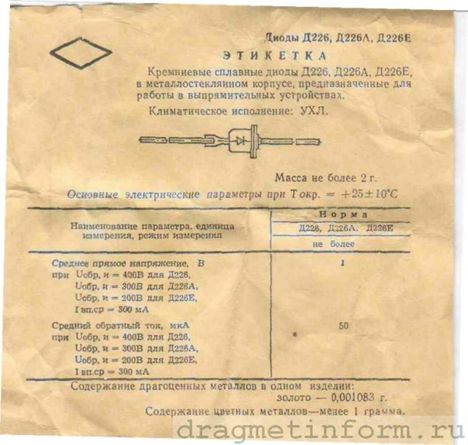 Диоды Д226, Д226А, Д226Е
ЭТИКЕТКА
Кремниевые сплавные диоды Д226, Д226А, Д226Е,
в металлостеклянном корпусе, предназначенные для
работы в выпрямительных устройствах.
Климатическое исполнение: УХЛ.
Масса не более 2 г.
Основные электрические параметры при Токр. = +25±10°С
Наименование параметра, единица
измерения, режим измерения
Норма
Д226, Д226А, Д226Е
не более
Среднее прямое напряжение, В 1
при Uобр, и = 400В для Д226,
Uобр, и = 300В для Д226А,
Uобр, и = 200В для Д226Е,
I вп.ср = 300 мА
Средний обратный ток, мкА 50
при Uобр, и = 400В для Д226,
Uобр, и = 300В для Д226А,
Uобр, и = 200В для Д226Е,
I вп.ср = 300 мА
Содержание драгоценных металлов в одном изделии:
золото — 0,001083 г.
Содержание цветных металлов—менее 1 грамма.
dragmetinform.ru